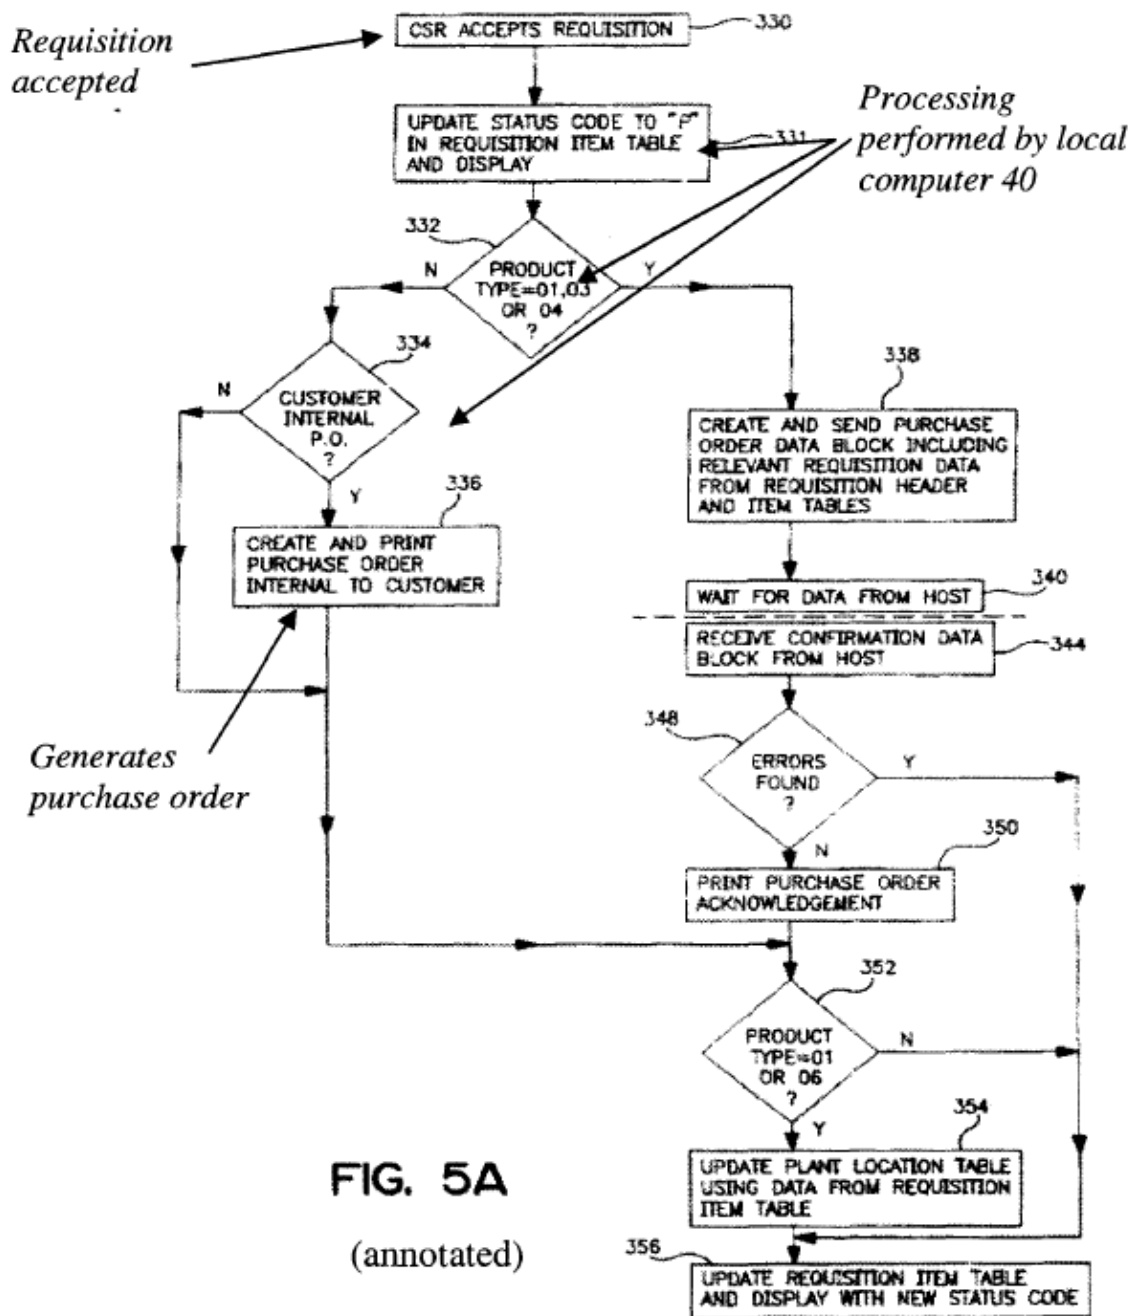 CSR ACCEPTS REQUISITION
330
Requisition
accepted
UPDATE STATUS CODE TO "P"
IN REQUISITION ITEM TABLE
AND DISPLAY
331
Processing
performed by local
computer 40
332
PRODUCT
TYPE=01,03
OR 04
?
N
Y
334
CUSTOMER
INTERNAL
P.O.
?
N
Y
336
CREATE AND PRINT
PURCHASE ORDER
INTERNAL TO CUSTOMER
338
CREATE AND SEND PURCHASE
ORDER DATA BLOCK INCLUDING
RELEVANT REQUISITION DATA
FROM REQUISITION HEADER
AND ITEM TABLES
WAIT FOR DATA FROM HOST
340
RECEIVE CONFIRMATION DATA
BLOCK FROM HOST
344
Generates
purchase order
348
ERRORS
FOUND
?
Y
N
350
PRINT PURCHASE ORDER
ACKNOWLEDGEMENT
352
PRODUCT
TYPE=01
OR 06
?
N
Y
354
UPDATE PLANT LOCATION TABLE
USING DATA FROM REQUISITION
ITEM TABLE
356
UPDATE REQUISITION ITEM TABLE
AND DISPLAY WITH NEW STATUS CODE
FIG. 5A
(annotated)